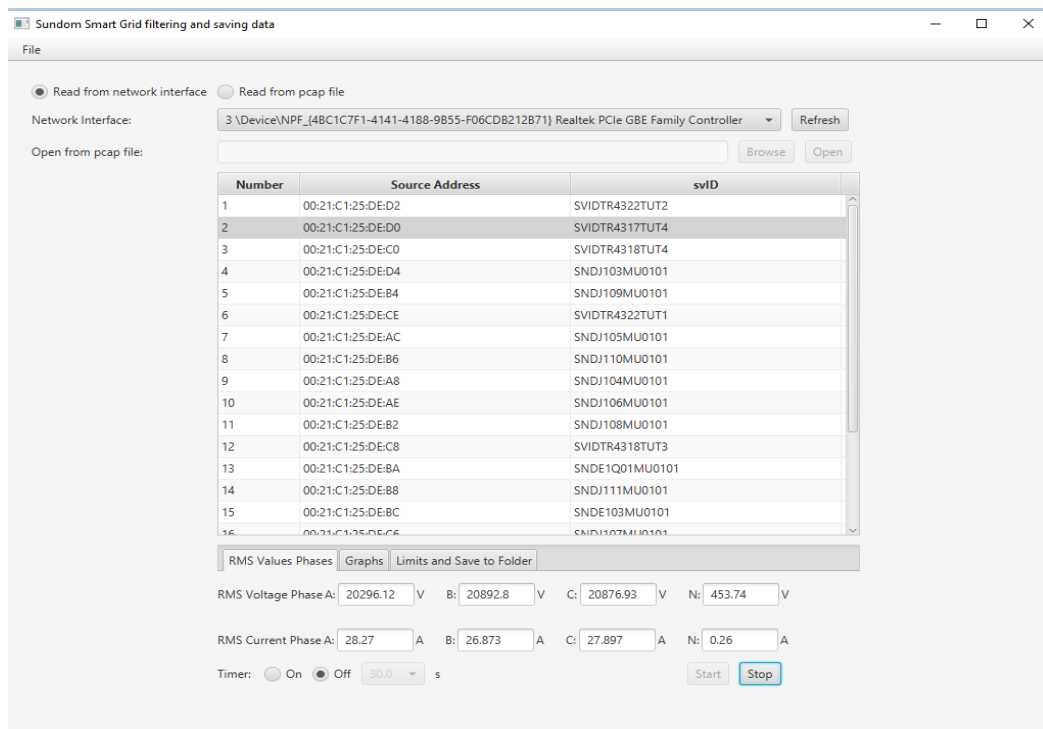 Sundom Smart Grid filtering and saving data
File
Read from network interface Read from pcap file
Network Interface: 3 \Device\NPF_{4BC1C7F1-4141-4188-9B55-F06CDB212B71} Realtek PCIe GBE Family Controller Refresh
Open from pcap file: Browse Open
Number Source Address svID
1 00:21:C1:25:DE:D2 SVIDTR4322TUT2
2 00:21:C1:25:DE:D0 SVIDTR4317TUT4
3 00:21:C1:25:DE:C0 SVIDTR4318TUT4
4 00:21:C1:25:DE:D4 SNDJ103MU0101
5 00:21:C1:25:DE:B4 SNDJ109MU0101
6 00:21:C1:25:DE:CE SVIDTR4322TUT1
7 00:21:C1:25:DE:AC SNDJ105MU0101
8 00:21:C1:25:DE:B6 SNDJ110MU0101
9 00:21:C1:25:DE:A8 SNDJ104MU0101
10 00:21:C1:25:DE:AE SNDJ106MU0101
11 00:21:C1:25:DE:B2 SNDJ108MU0101
12 00:21:C1:25:DE:C8 SVIDTR4318TUT3
13 00:21:C1:25:DE:BA SNDE1Q01MU0101
14 00:21:C1:25:DE:B8 SNDJ111MU0101
15 00:21:C1:25:DE:BC SNDE103MU0101
16 00:21:C1:25:DE:C6 SNDJ107MU0101
RMS Values Phases Graphs Limits and Save to Folder
RMS Voltage Phase A: 20296.12 V B: 20892.8 V C: 20876.93 V N: 453.74 V
RMS Current Phase A: 28.27 A B: 26.873 A C: 27.897 A N: 0.26 A
Timer: On Off 30.0 s Start Stop